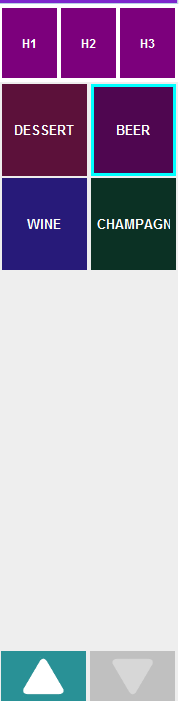 H1 H2 H3
DESSERT BEER
WINE CHAMPAGN